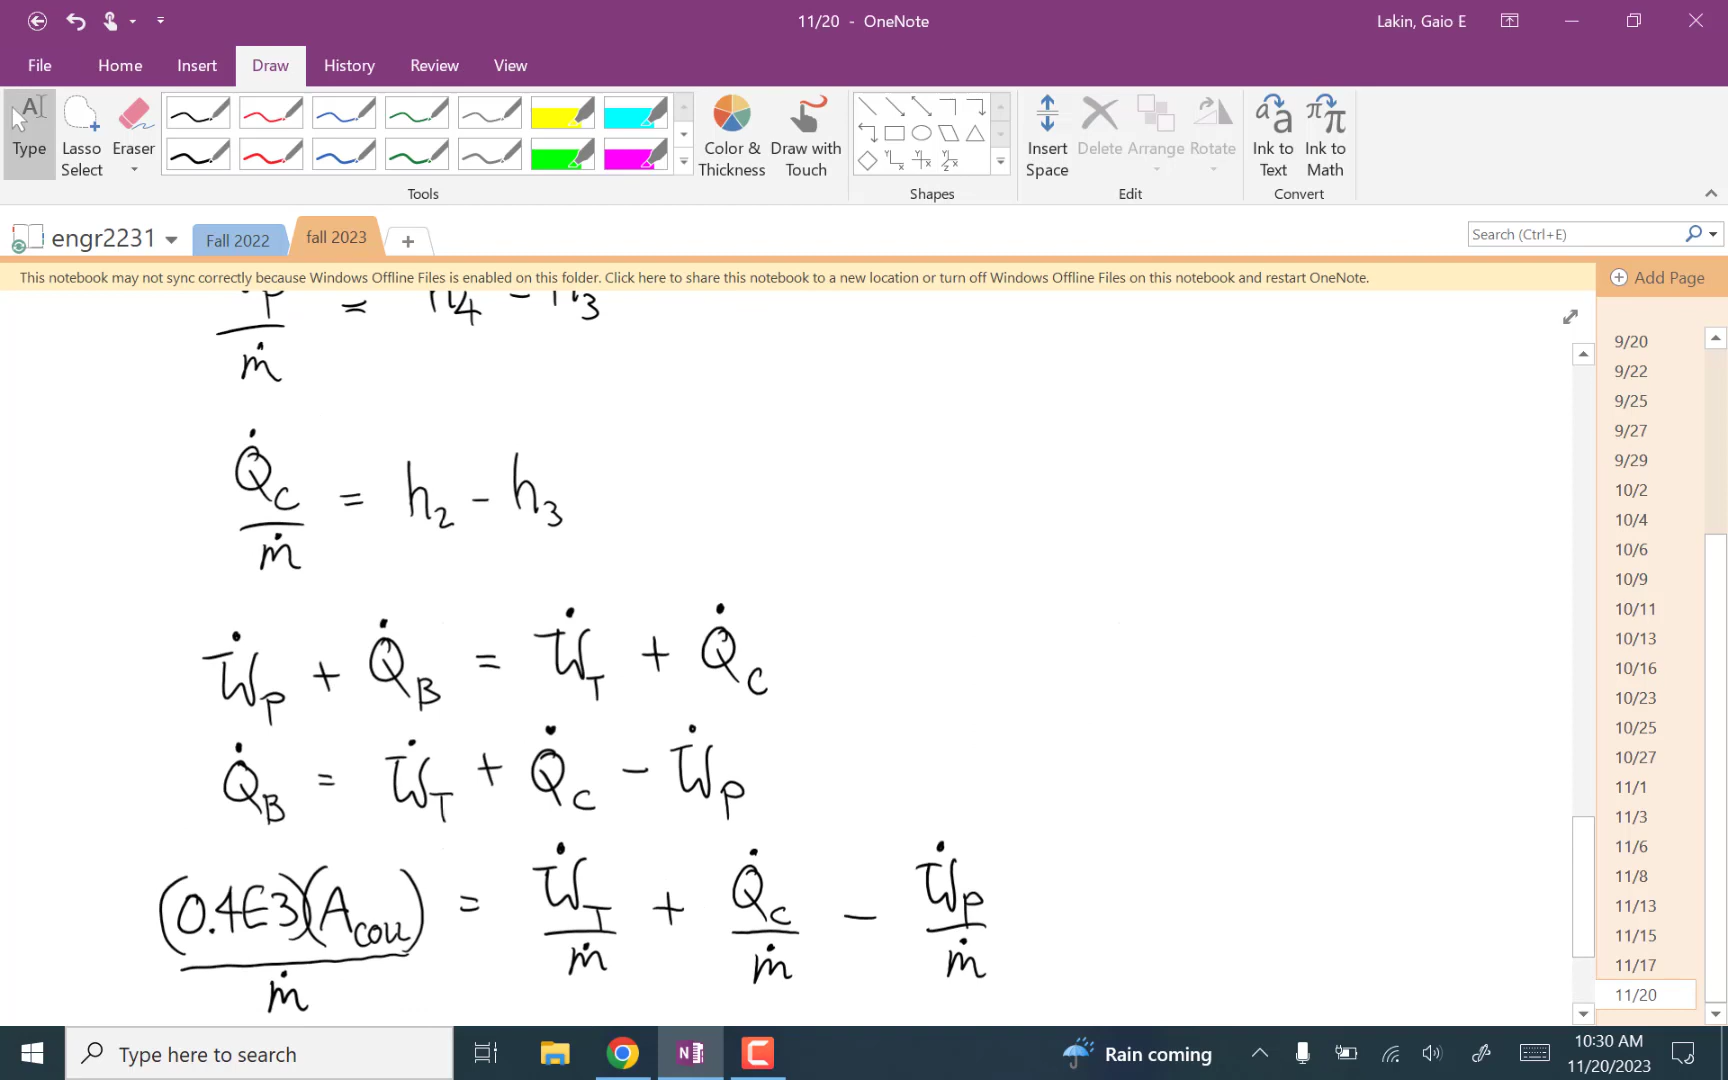 11/20 - OneNote
Lakin, Gaio E
File Home Insert Draw History Review View
Type
Lasso Select
Eraser
Color & Thickness
Draw with Touch
Insert Space
Delete
Arrange
Rotate
Ink to Text
Ink to Math
Tools
Shapes
Edit
Convert
engr2231
Fall 2022
fall 2023
Search (Ctrl+E)
This notebook may not sync correctly because Windows Offline Files is enabled on this folder. Click here to share this notebook to a new location or turn off Windows Offline Files on this notebook and restart OneNote.
Add Page
Ẇp/ṁ = h4 - h3
Q̇C/ṁ = h2 - h3
Ẇp + Q̇B = ẆT + Q̇C
Q̇B = ẆT + Q̇C - Ẇp
(0.4E3)(Acoll)/ṁ = ẆT/ṁ + Q̇C/ṁ - Ẇp/ṁ
9/20
9/22
9/25
9/27
9/29
10/2
10/4
10/6
10/9
10/11
10/13
10/16
10/23
10/25
10/27
11/1
11/3
11/6
11/8
11/13
11/15
11/17
11/20
Type here to search
Rain coming
10:30 AM
11/20/2023